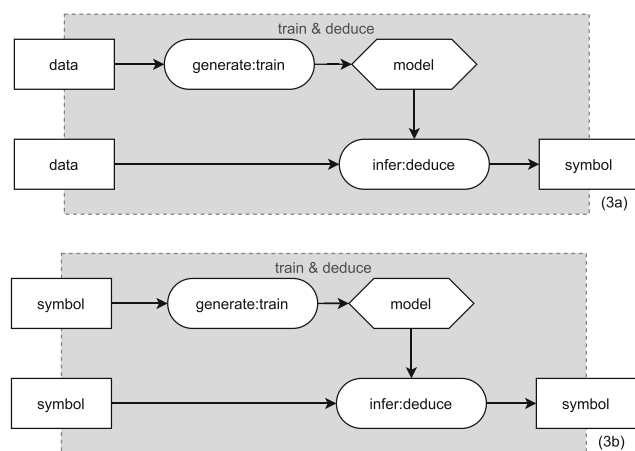 train & deduce
data
generate:train
model
data
infer:deduce
symbol
(3a)
train & deduce
symbol
generate:train
model
symbol
infer:deduce
symbol
(3b)